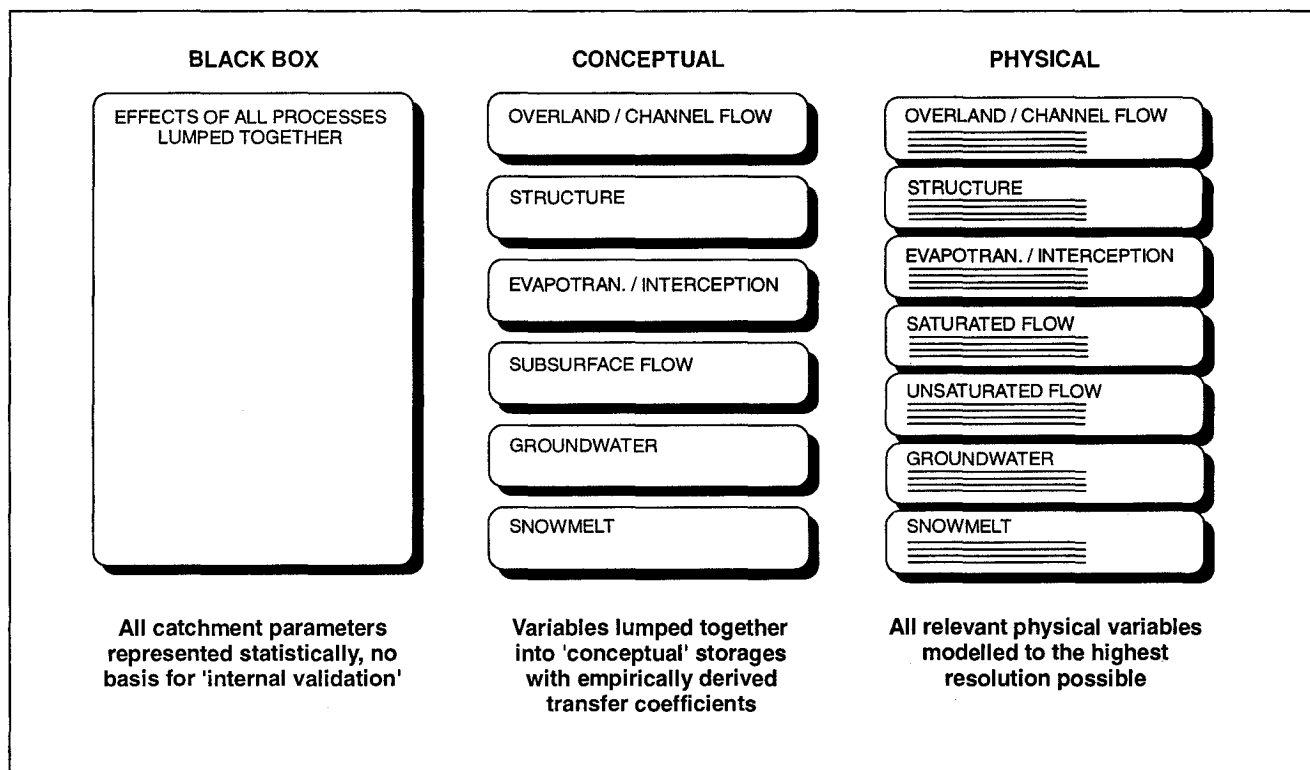 BLACK BOX
EFFECTS OF ALL PROCESSES
LUMPED TOGETHER
All catchment parameters
represented statistically, no
basis for 'internal validation'
CONCEPTUAL
OVERLAND / CHANNEL FLOW
STRUCTURE
EVAPOTRAN. / INTERCEPTION
SUBSURFACE FLOW
GROUNDWATER
SNOWMELT
Variables lumped together
into 'conceptual' storages
with empirically derived
transfer coefficients
PHYSICAL
OVERLAND / CHANNEL FLOW
STRUCTURE
EVAPOTRAN. / INTERCEPTION
SATURATED FLOW
UNSATURATED FLOW
GROUNDWATER
SNOWMELT
All relevant physical variables
modelled to the highest
resolution possible